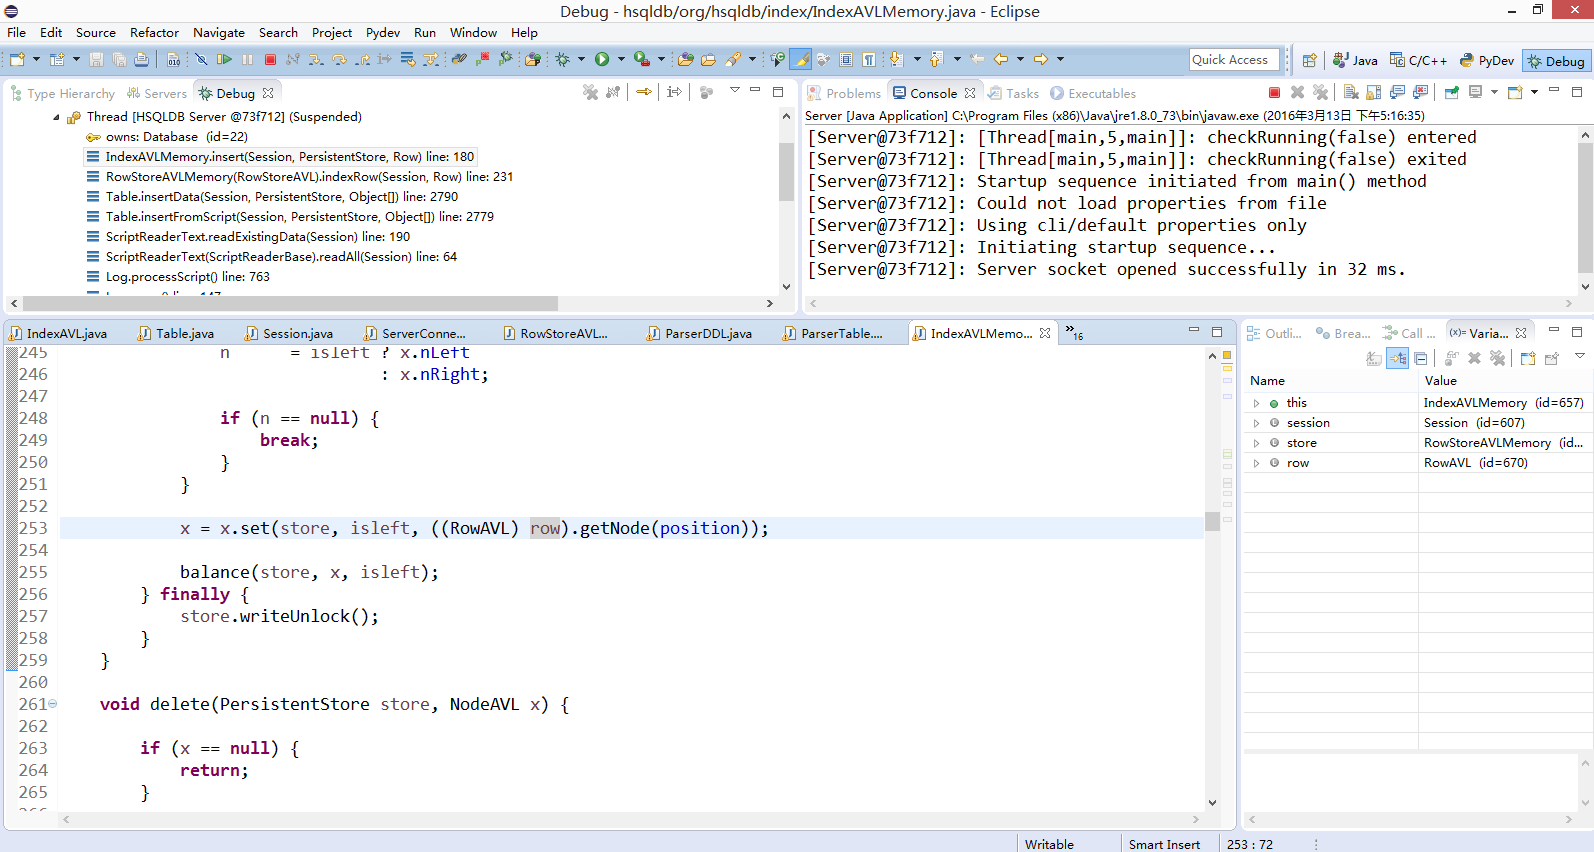 Debug - hsqldb/org/hsqldb/index/IndexAVLMemory.java - Eclipse
File Edit Source Refactor Navigate Search Project Pydev Run Window Help
Quick Access Java C/C++ PyDev Debug
Type Hierarchy Servers Debug
Thread [HSQLDB Server @73f712] (Suspended)
owns: Database (id=22)
IndexAVLMemory.insert(Session, PersistentStore, Row) line: 180
RowStoreAVLMemory(RowStoreAVL).indexRow(Session, Row) line: 231
Table.insertData(Session, PersistentStore, Object[]) line: 2790
Table.insertFromScript(Session, PersistentStore, Object[]) line: 2779
ScriptReaderText.readExistingData(Session) line: 190
ScriptReaderText(ScriptReaderBase).readAll(Session) line: 64
Log.processScript() line: 763
Problems Console Tasks Executables
Server [Java Application] C:\Program Files (x86)\Java\jre1.8.0_73\bin\javaw.exe (2016年3月13日 下午5:16:35)
[Server@73f712]: [Thread[main,5,main]]: checkRunning(false) entered
[Server@73f712]: [Thread[main,5,main]]: checkRunning(false) exited
[Server@73f712]: Startup sequence initiated from main() method
[Server@73f712]: Could not load properties from file
[Server@73f712]: Using cli/default properties only
[Server@73f712]: Initiating startup sequence...
[Server@73f712]: Server socket opened successfully in 32 ms.
IndexAVL.java Table.java Session.java ServerConne... RowStoreAVL... ParserDDL.java ParserTable.... IndexAVLMemo... »16
245 n = isleft ? x.nLeft
246 : x.nRight;
247
248 if (n == null) {
249 break;
250 }
251 }
252
253 x = x.set(store, isleft, ((RowAVL) row).getNode(position));
254
255 balance(store, x, isleft);
256 } finally {
257 store.writeUnlock();
258 }
259 }
260
261 void delete(PersistentStore store, NodeAVL x) {
262
263 if (x == null) {
264 return;
265 }
Outli... Brea... Call ... (x)= Varia...
Name Value
this IndexAVLMemory (id=657)
session Session (id=607)
store RowStoreAVLMemory (id...
row RowAVL (id=670)
Writable Smart Insert 253 : 72